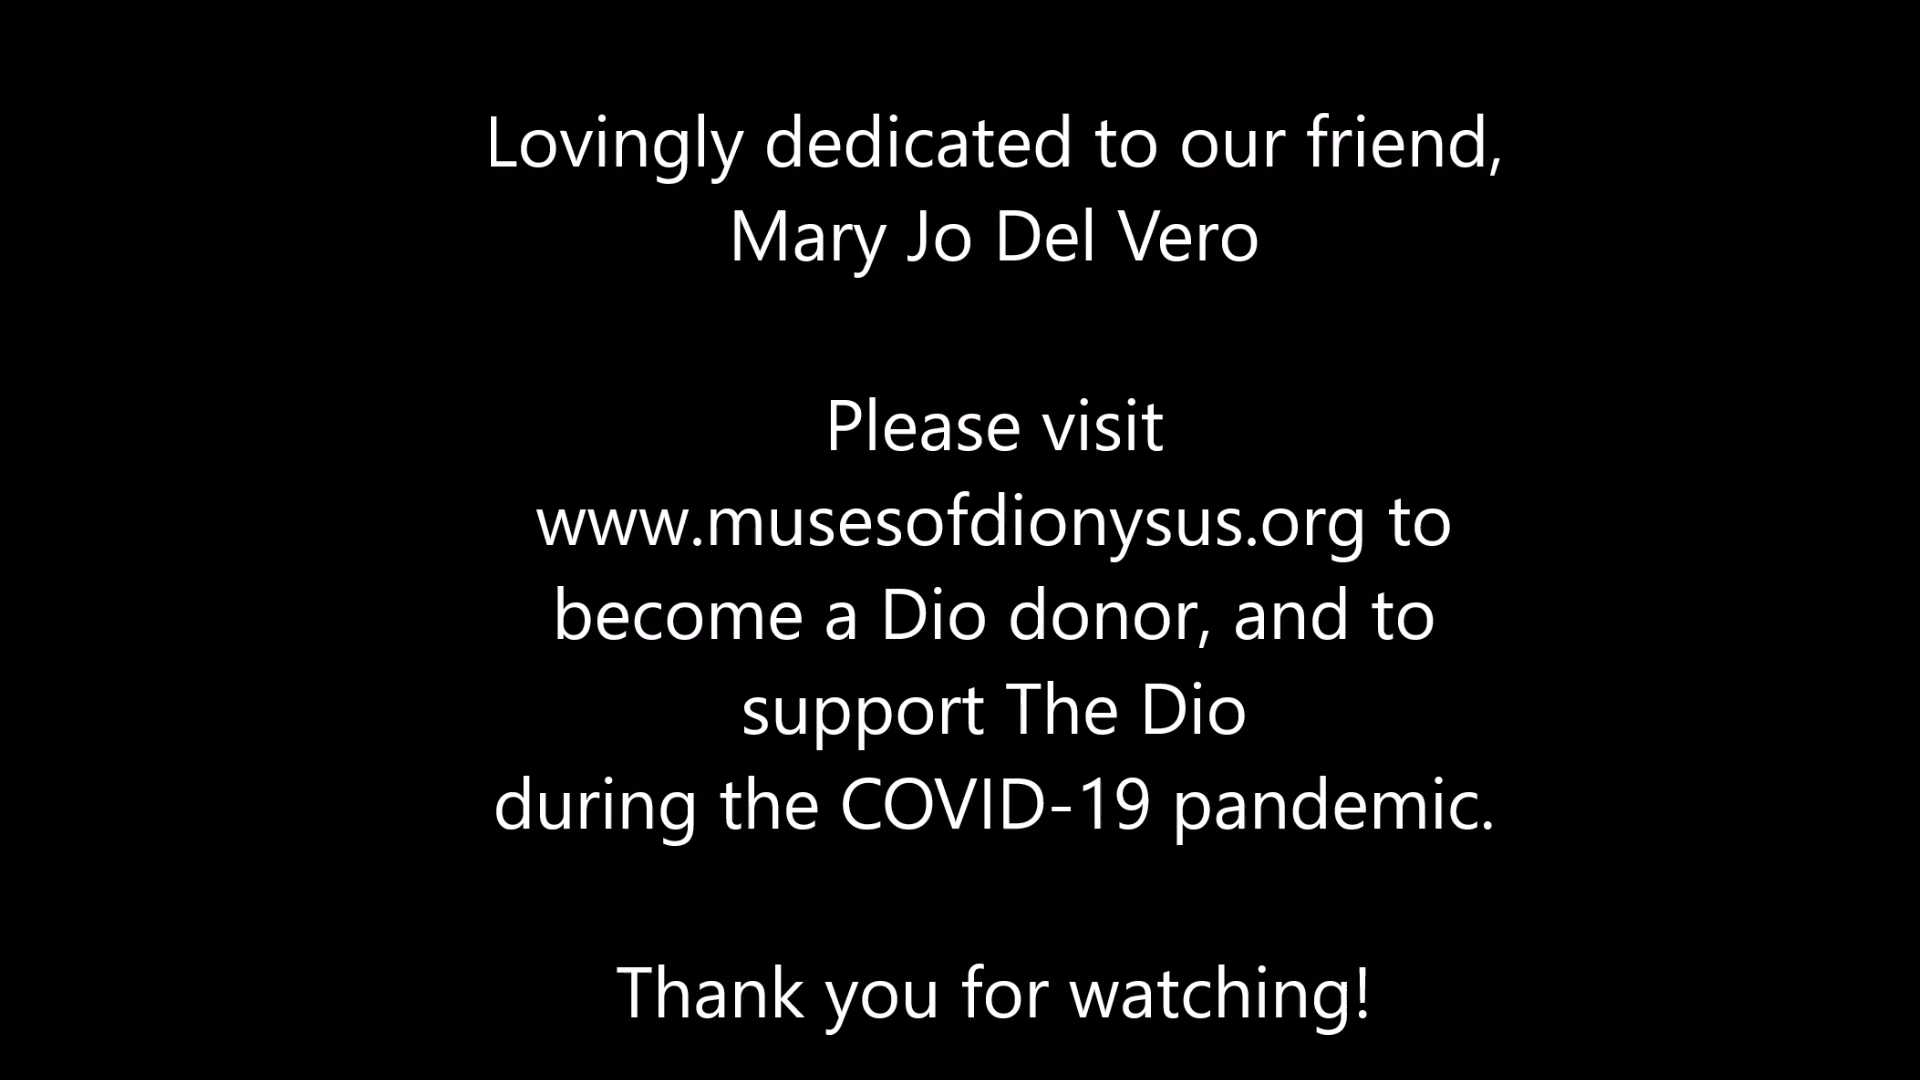 Lovingly dedicated to our friend,
Mary Jo Del Vero
Please visit
www.musesofdionysus.org to
become a Dio donor, and to
support The Dio
during the COVID-19 pandemic.
Thank you for watching!